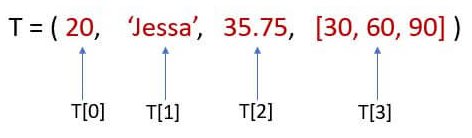 T = ( 20, ‘Jessa’, 35.75, [30, 60, 90] )
T[0] T[1] T[2] T[3]